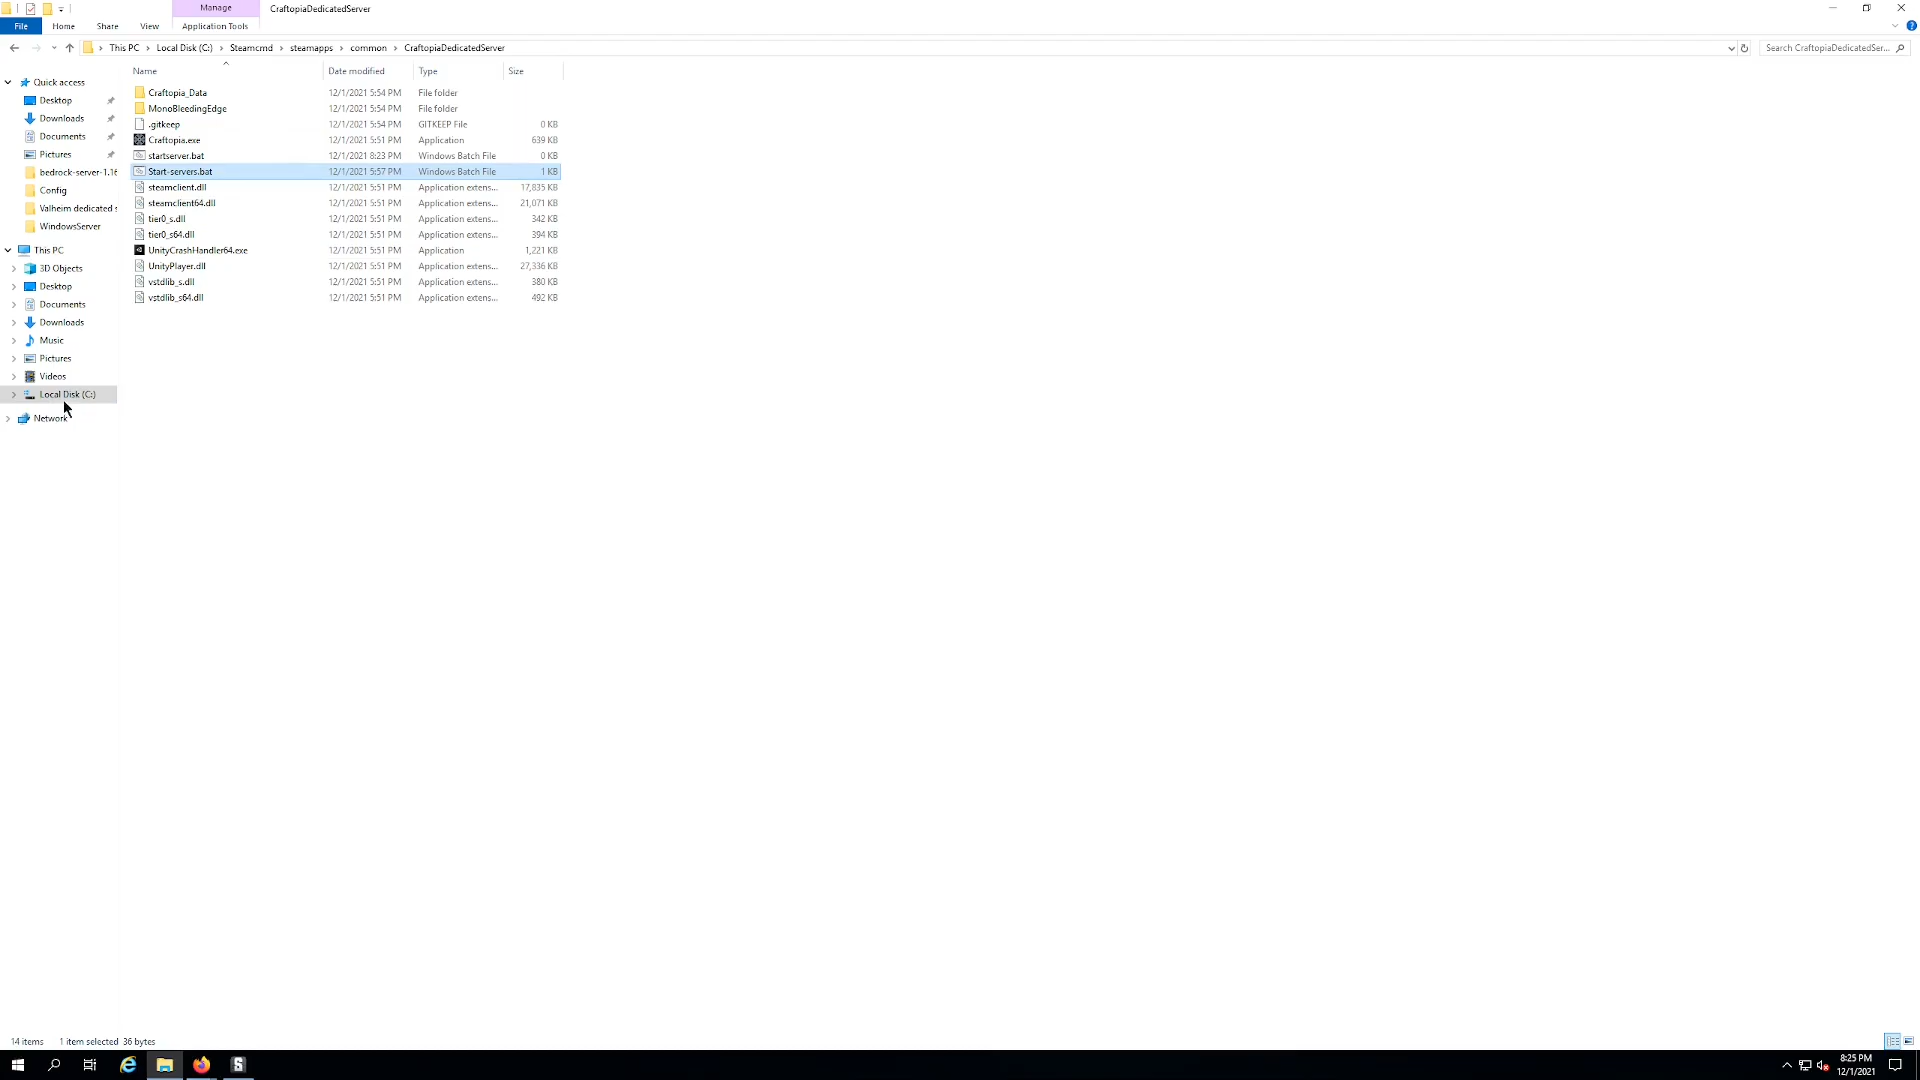 Manage CraftopiaDedicatedServer
File Home Share View Application Tools
This PC Local Disk (C:) Steamcmd steamapps common CraftopiaDedicatedServer Search CraftopiaDedicatedSer...
Name Date modified Type Size
Quick access
Desktop
Downloads
Documents
Pictures
bedrock-server-1.16
Config
Valheim dedicated s
WindowsServer
This PC
3D Objects
Desktop
Documents
Downloads
Music
Pictures
Videos
Local Disk (C:)
Network
Craftopia_Data 12/1/2021 5:54 PM File folder
MonoBleedingEdge 12/1/2021 5:54 PM File folder
.gitkeep 12/1/2021 5:54 PM GITKEEP File 0 KB
Craftopia.exe 12/1/2021 5:51 PM Application 639 KB
startserver.bat 12/1/2021 8:23 PM Windows Batch File 0 KB
Start-servers.bat 12/1/2021 5:57 PM Windows Batch File 1 KB
steamclient.dll 12/1/2021 5:51 PM Application extens... 17,835 KB
steamclient64.dll 12/1/2021 5:51 PM Application extens... 21,071 KB
tier0_s.dll 12/1/2021 5:51 PM Application extens... 342 KB
tier0_s64.dll 12/1/2021 5:51 PM Application extens... 394 KB
UnityCrashHandler64.exe 12/1/2021 5:51 PM Application 1,221 KB
UnityPlayer.dll 12/1/2021 5:51 PM Application extens... 27,336 KB
vstdlib_s.dll 12/1/2021 5:51 PM Application extens... 380 KB
vstdlib_s64.dll 12/1/2021 5:51 PM Application extens... 492 KB
14 items 1 item selected 36 bytes
8:25 PM
12/1/2021